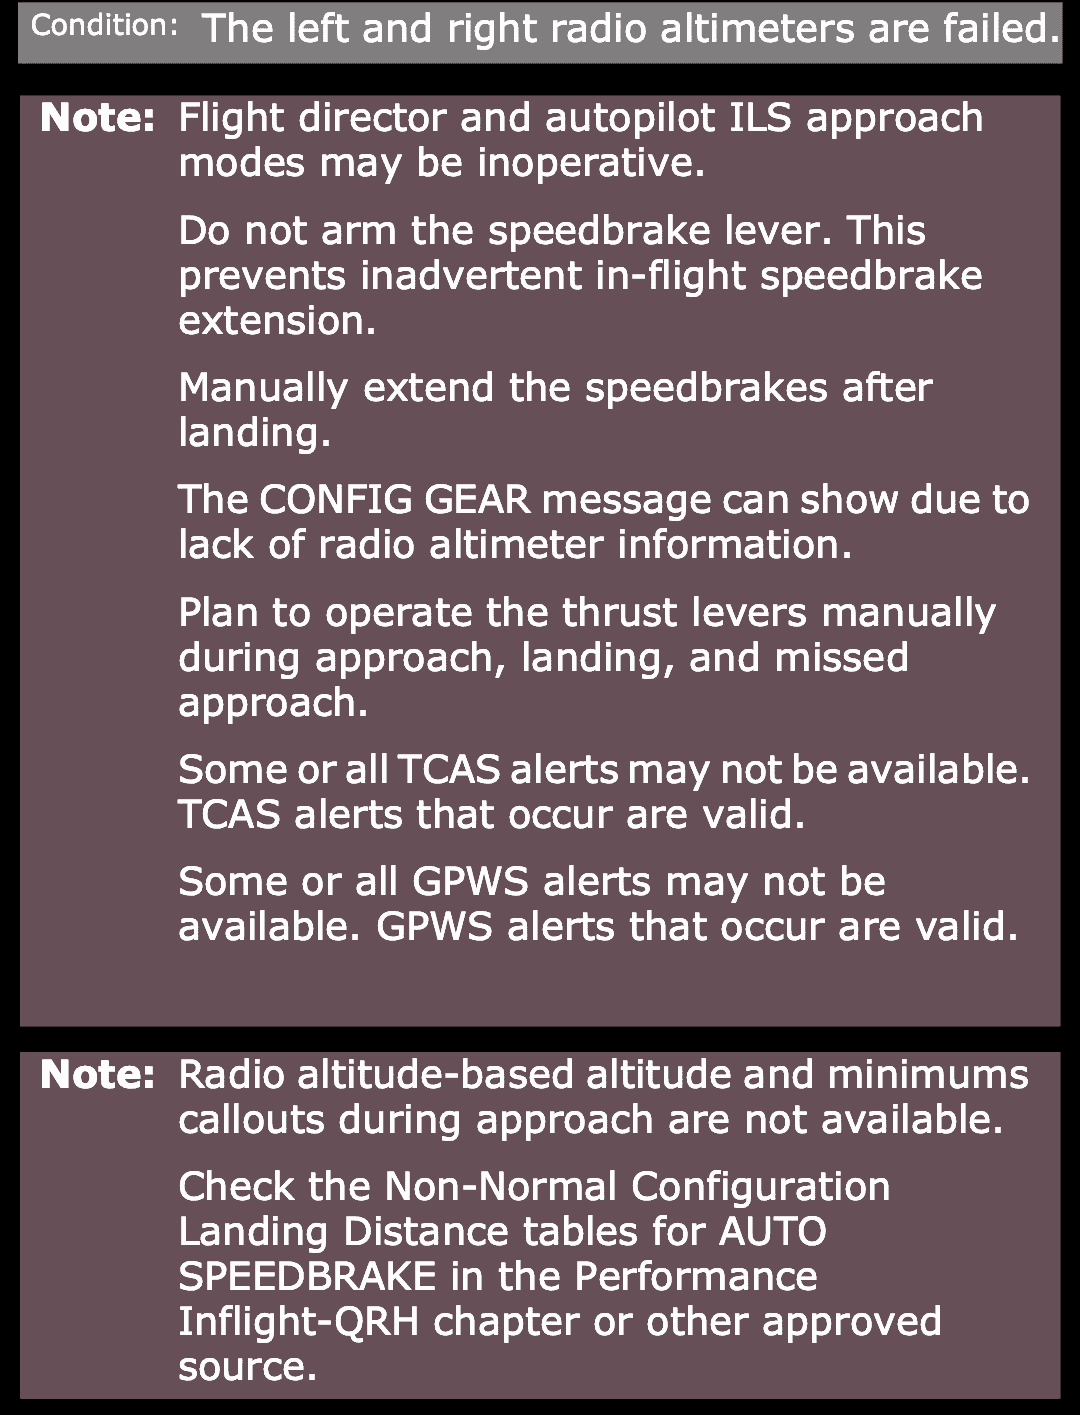 Condition: The left and right radio altimeters are failed.
Note: Flight director and autopilot ILS approach
modes may be inoperative.
Do not arm the speedbrake lever. This
prevents inadvertent in-flight speedbrake
extension.
Manually extend the speedbrakes after
landing.
The CONFIG GEAR message can show due to
lack of radio altimeter information.
Plan to operate the thrust levers manually
during approach, landing, and missed
approach.
Some or all TCAS alerts may not be available.
TCAS alerts that occur are valid.
Some or all GPWS alerts may not be
available. GPWS alerts that occur are valid.
Note: Radio altitude-based altitude and minimums
callouts during approach are not available.
Check the Non-Normal Configuration
Landing Distance tables for AUTO
SPEEDBRAKE in the Performance
Inflight-QRH chapter or other approved
source.